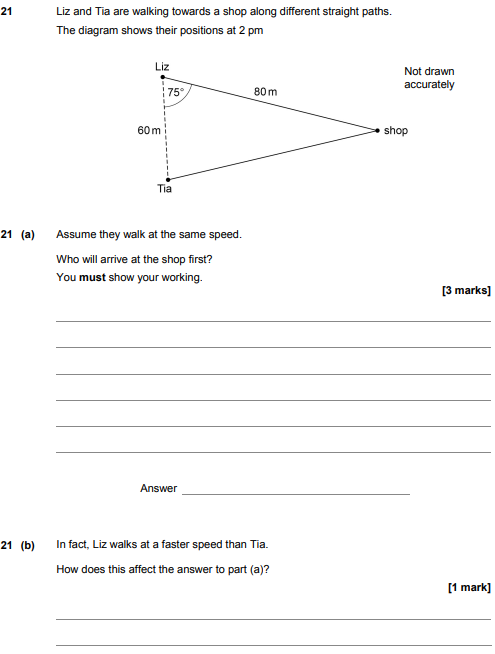 21 Liz and Tia are walking towards a shop along different straight paths.
The diagram shows their positions at 2 pm
Liz
Not drawn
accurately
75°
80 m
60 m
shop
Tia
21 (a) Assume they walk at the same speed.
Who will arrive at the shop first?
You must show your working.
[3 marks]
Answer
21 (b) In fact, Liz walks at a faster speed than Tia.
How does this affect the answer to part (a)?
[1 mark]